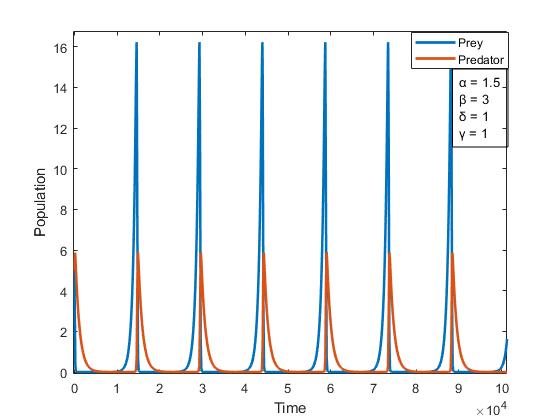 Prey
Predator
α = 1.5
β = 3
δ = 1
γ = 1
16
14
12
10
8
6
4
2
0
Population
0 1 2 3 4 5 6 7 8 9 10
Time
×10⁴